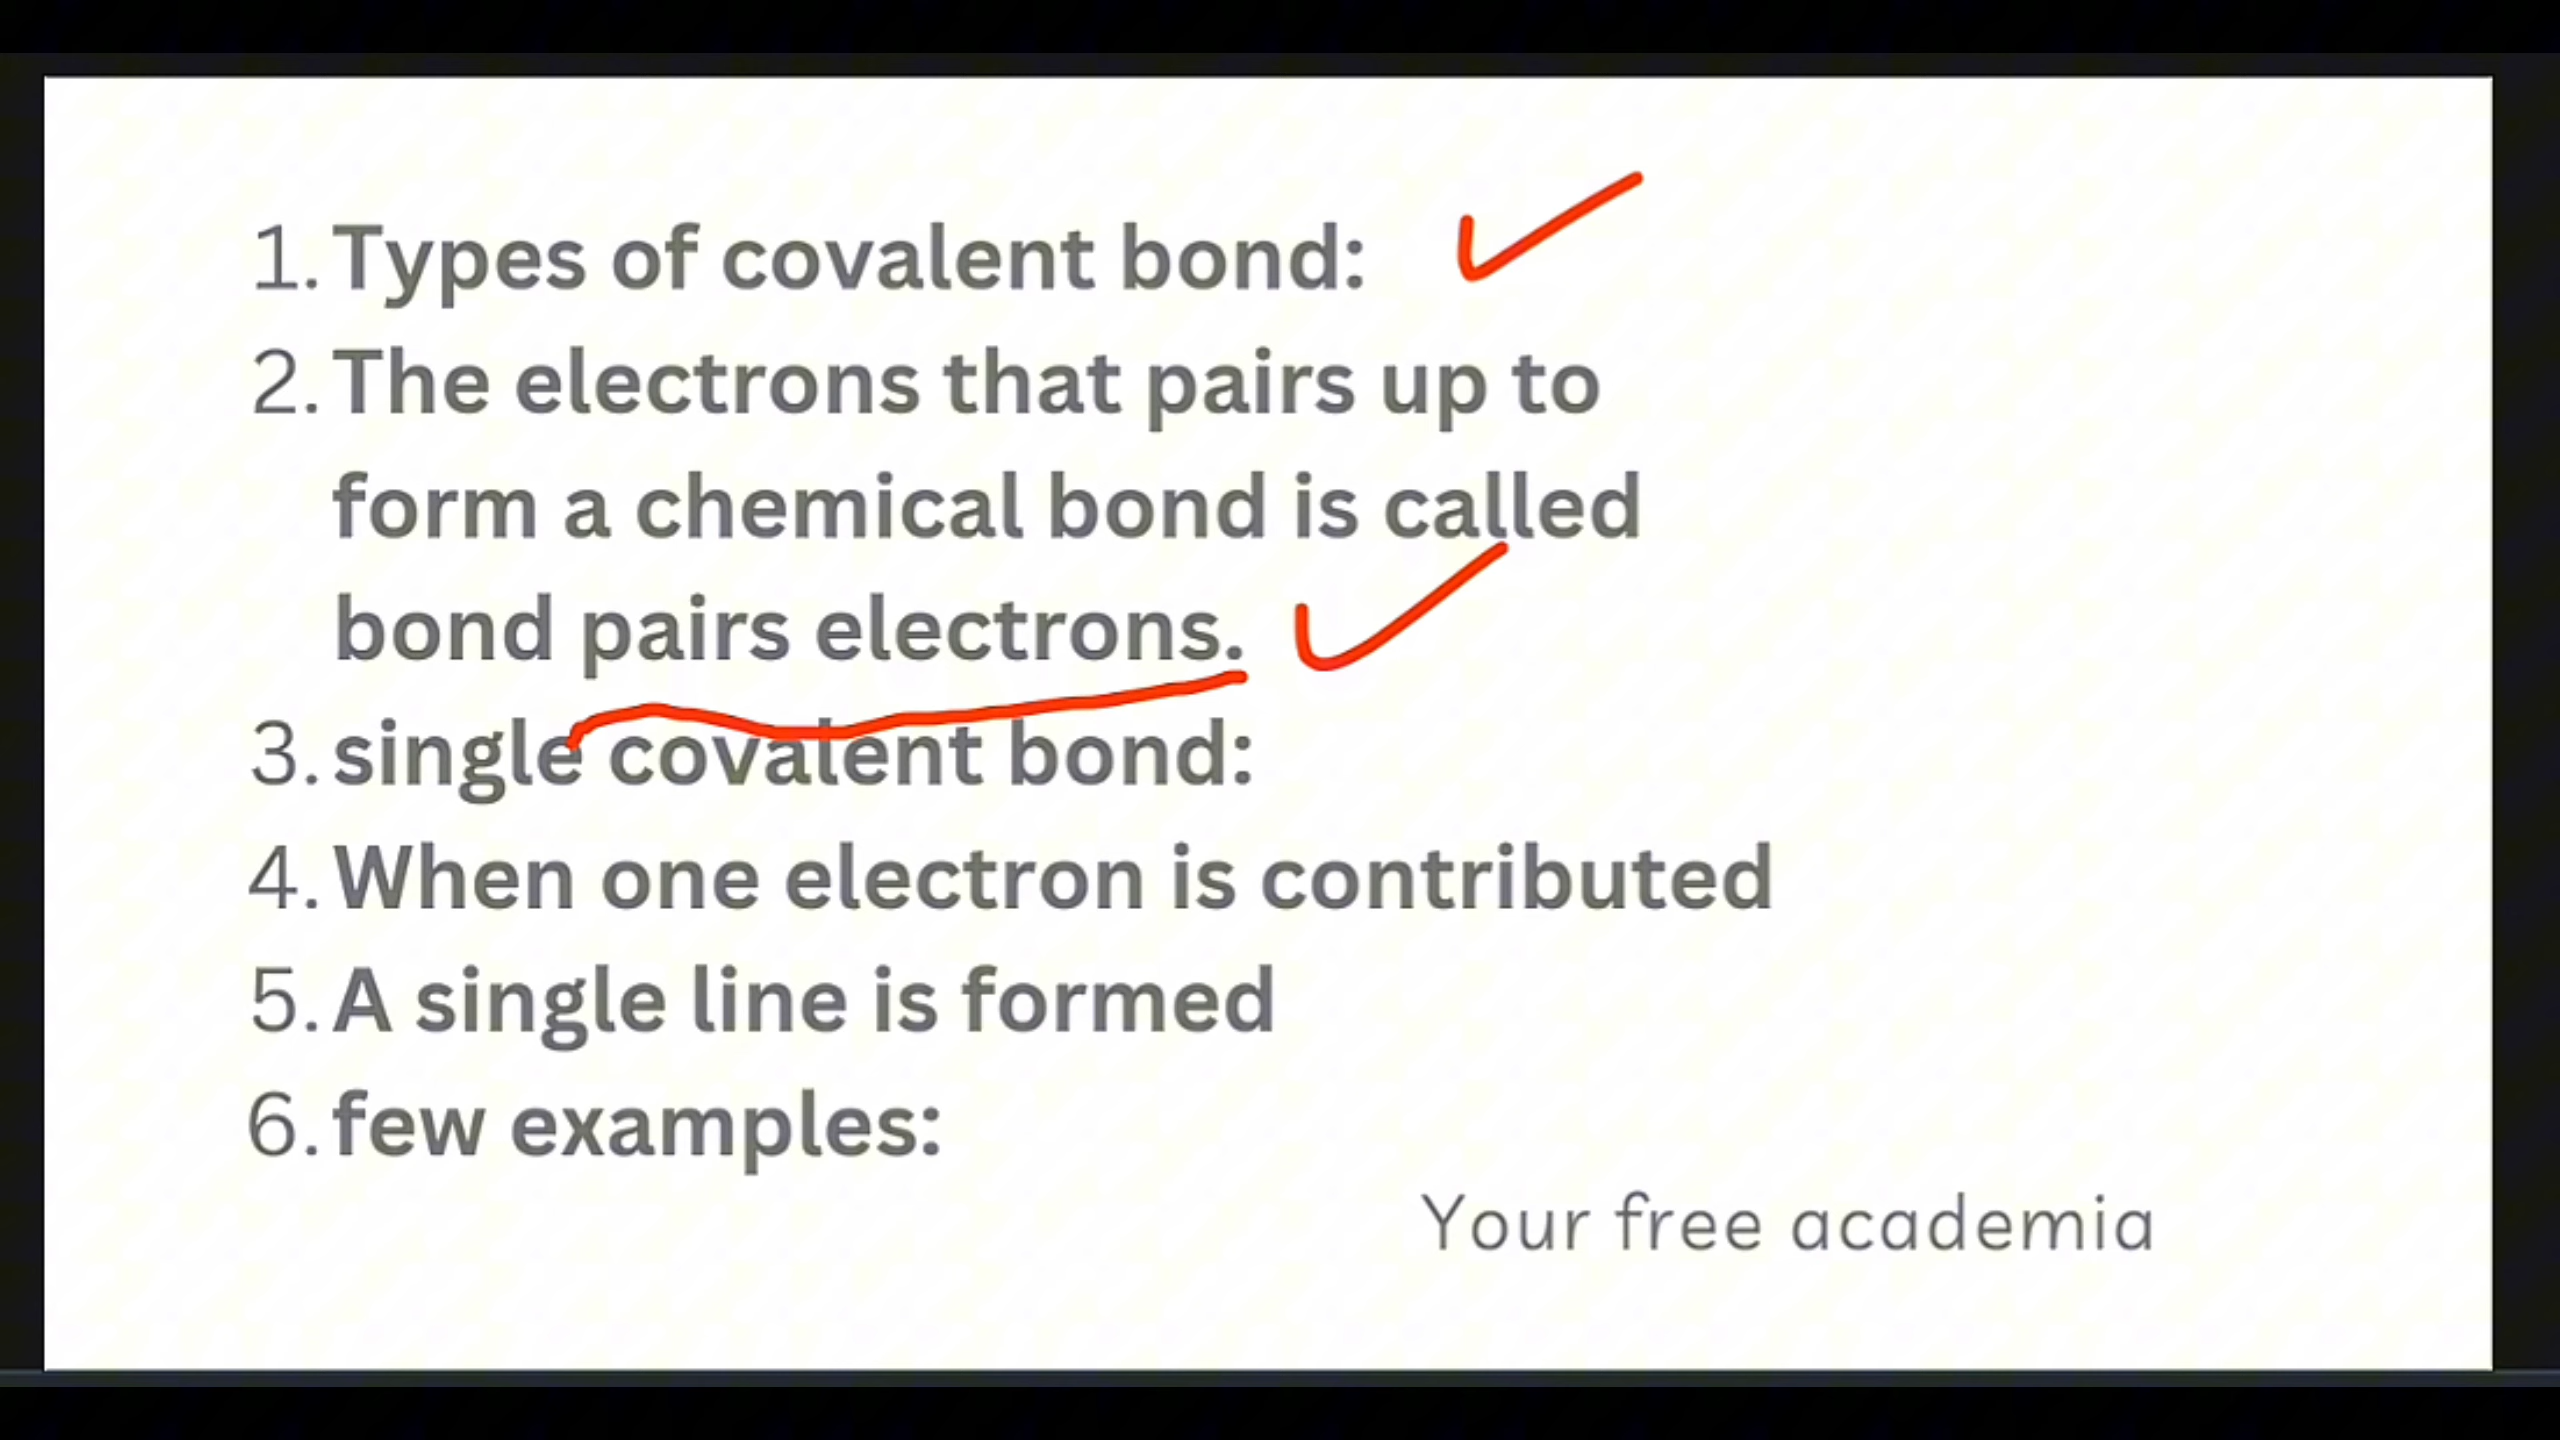 1. Types of covalent bond:
2. The electrons that pairs up to
form a chemical bond is called
bond pairs electrons.
3. single covalent bond:
4. When one electron is contributed
5. A single line is formed
6. few examples:
Your free academia